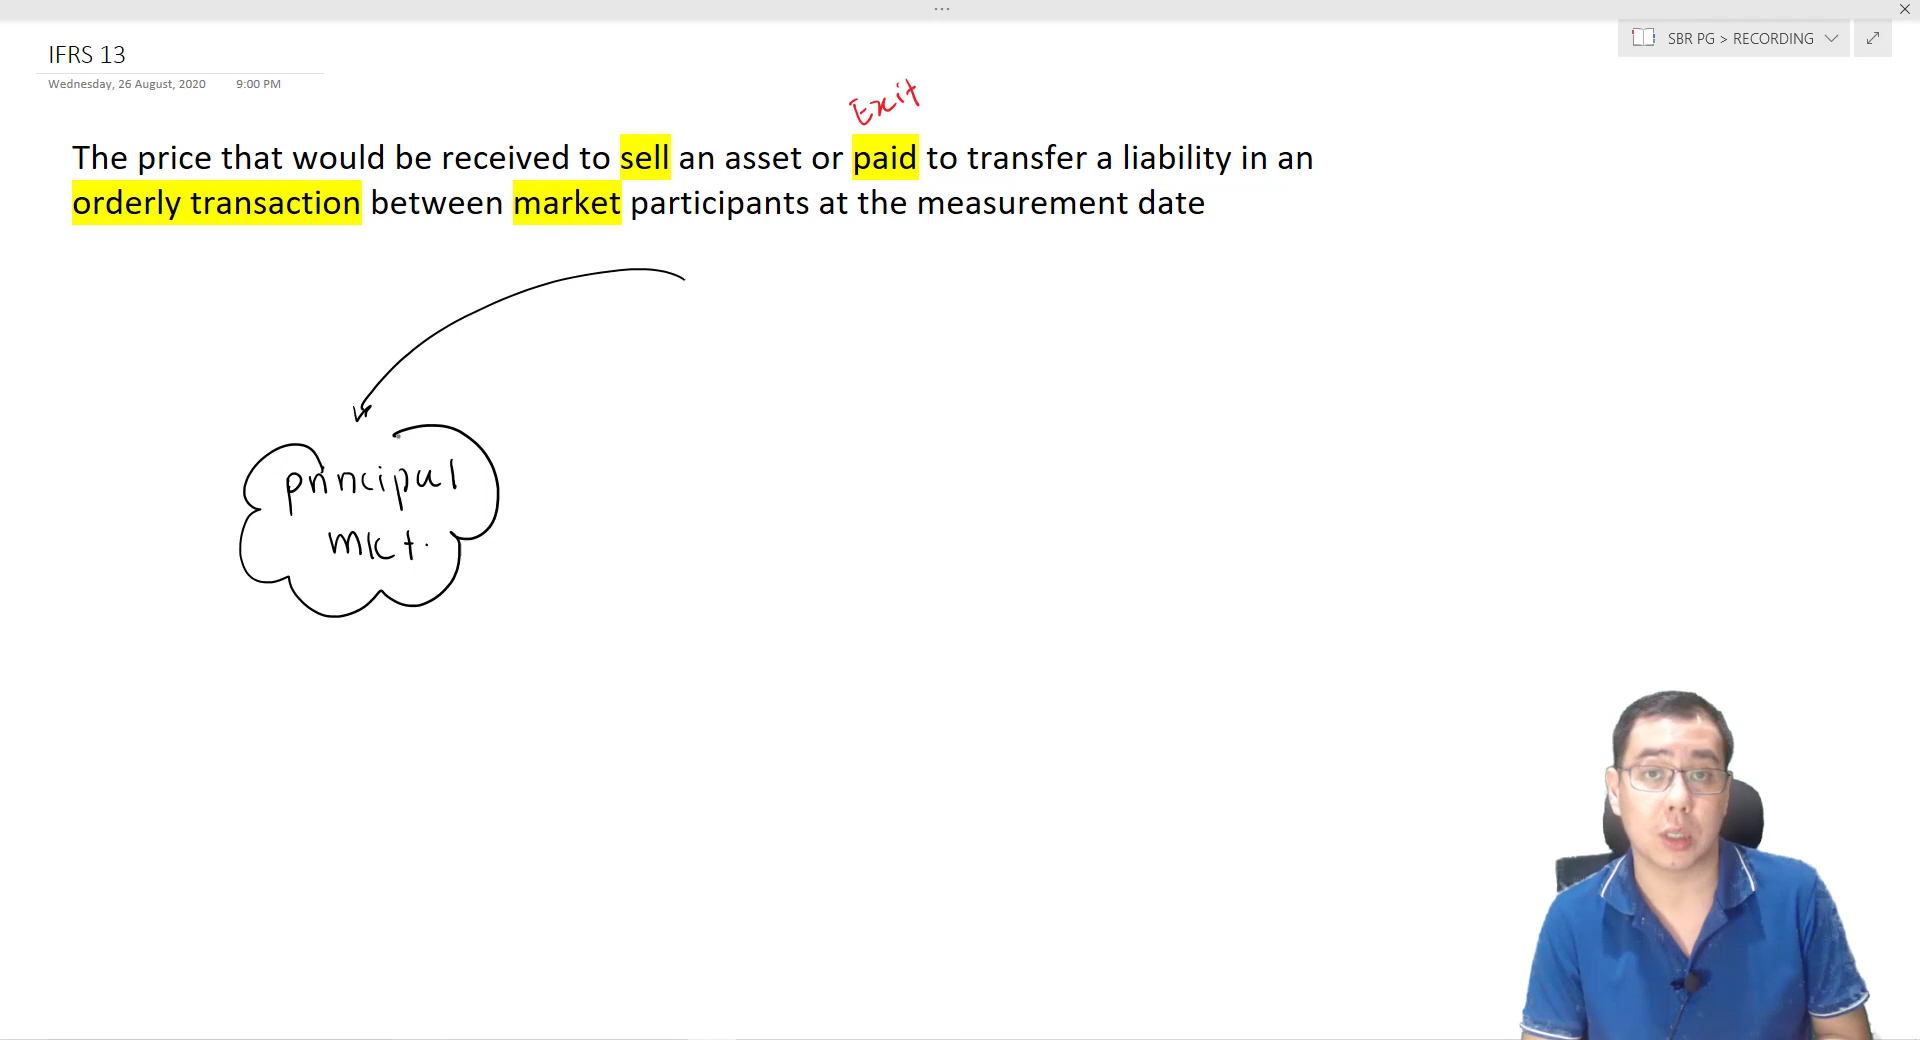 ...
SBR PG > RECORDING
IFRS 13
Wednesday, 26 August, 2020 9:00 PM
Exit
The price that would be received to sell an asset or paid to transfer a liability in an
orderly transaction between market participants at the measurement date
principal
mkt.